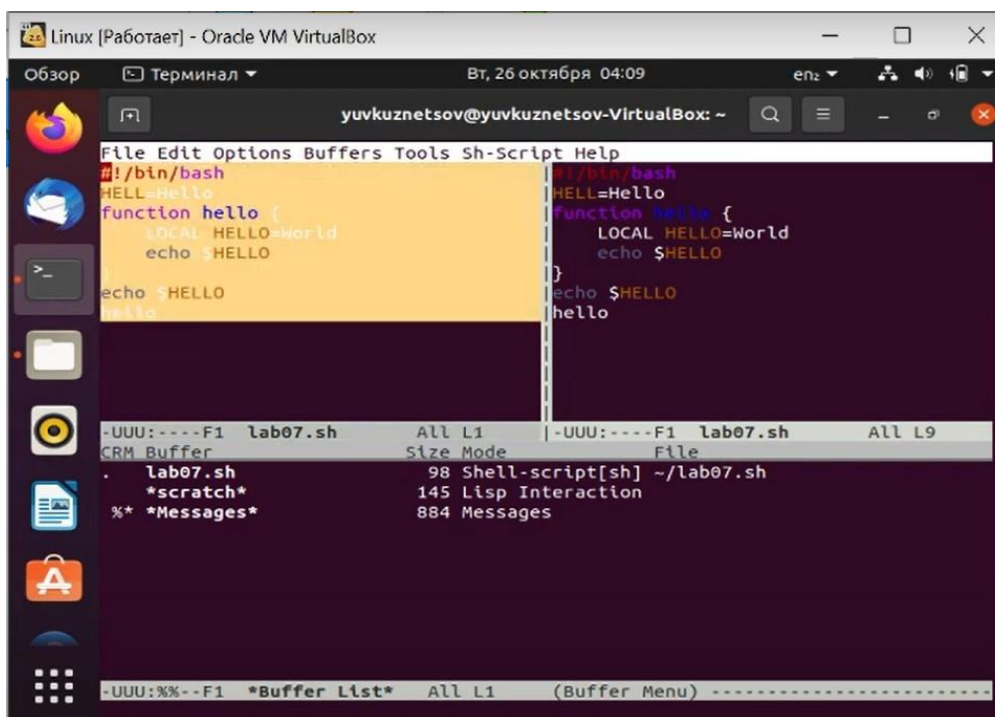 Linux [Работает] - Oracle VM VirtualBox
Обзор Терминал Вт, 26 октября 04:09 en₂
yuvkuznetsov@yuvkuznetsov-VirtualBox: ~
File Edit Options Buffers Tools Sh-Script Help
#!/bin/bash
HELL=Hello
function hello {
LOCAL HELLO=World
echo $HELLO
}
echo $HELLO
hello
-UUU:----F1 lab07.sh All L1
#!/bin/bash
HELL=Hello
function hello {
LOCAL HELLO=World
echo $HELLO
}
echo $HELLO
hello
|-UUU:----F1 lab07.sh All L9
CRM Buffer Size Mode File
. lab07.sh 98 Shell-script[sh] ~/lab07.sh
*scratch* 145 Lisp Interaction
%* *Messages* 884 Messages
-UUU:%%--F1 *Buffer List* All L1 (Buffer Menu) -------------------------